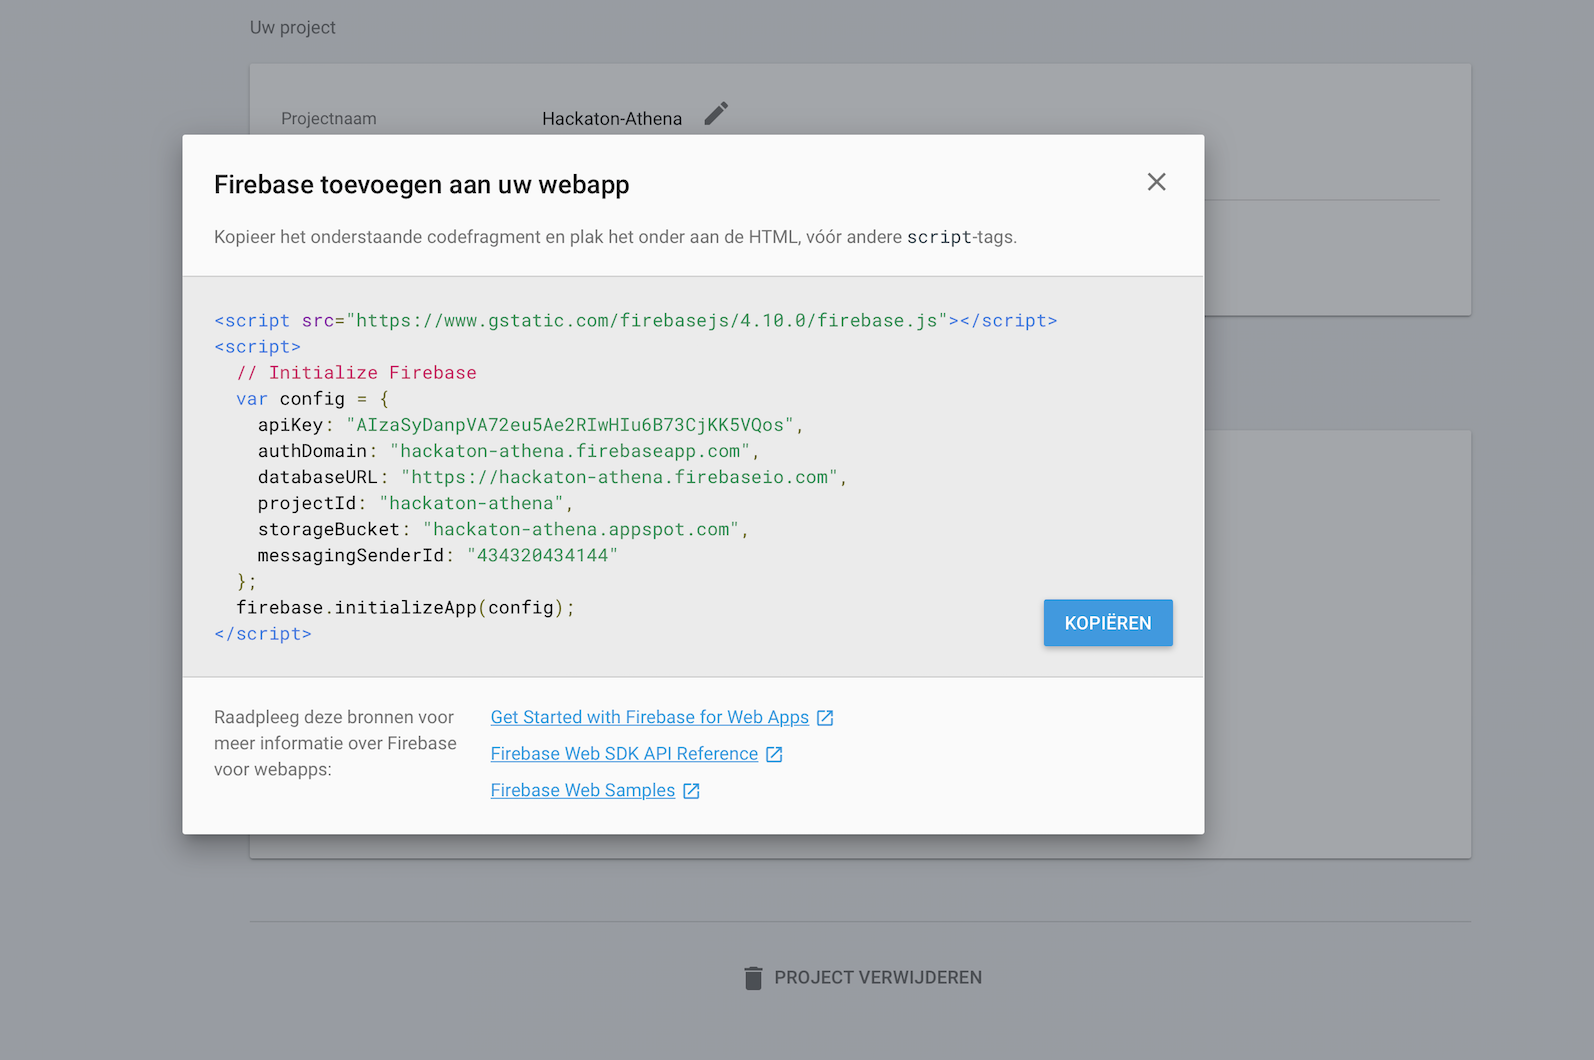 Uw project
Projectnaam Hackaton-Athena
Firebase toevoegen aan uw webapp
Kopieer het onderstaande codefragment en plak het onder aan de HTML, vóór andere script-tags.
<script src="https://www.gstatic.com/firebasejs/4.10.0/firebase.js"></script>
<script>
// Initialize Firebase
var config = {
apiKey: "AIzaSyDanpVA72eu5Ae2RIwHIu6B73CjKK5VQos",
authDomain: "hackaton-athena.firebaseapp.com",
databaseURL: "https://hackaton-athena.firebaseio.com",
projectId: "hackaton-athena",
storageBucket: "hackaton-athena.appspot.com",
messagingSenderId: "434320434144"
};
firebase.initializeApp(config);
</script>
KOPIËREN
Raadpleeg deze bronnen voor
meer informatie over Firebase
voor webapps:
Get Started with Firebase for Web Apps
Firebase Web SDK API Reference
Firebase Web Samples
PROJECT VERWIJDEREN